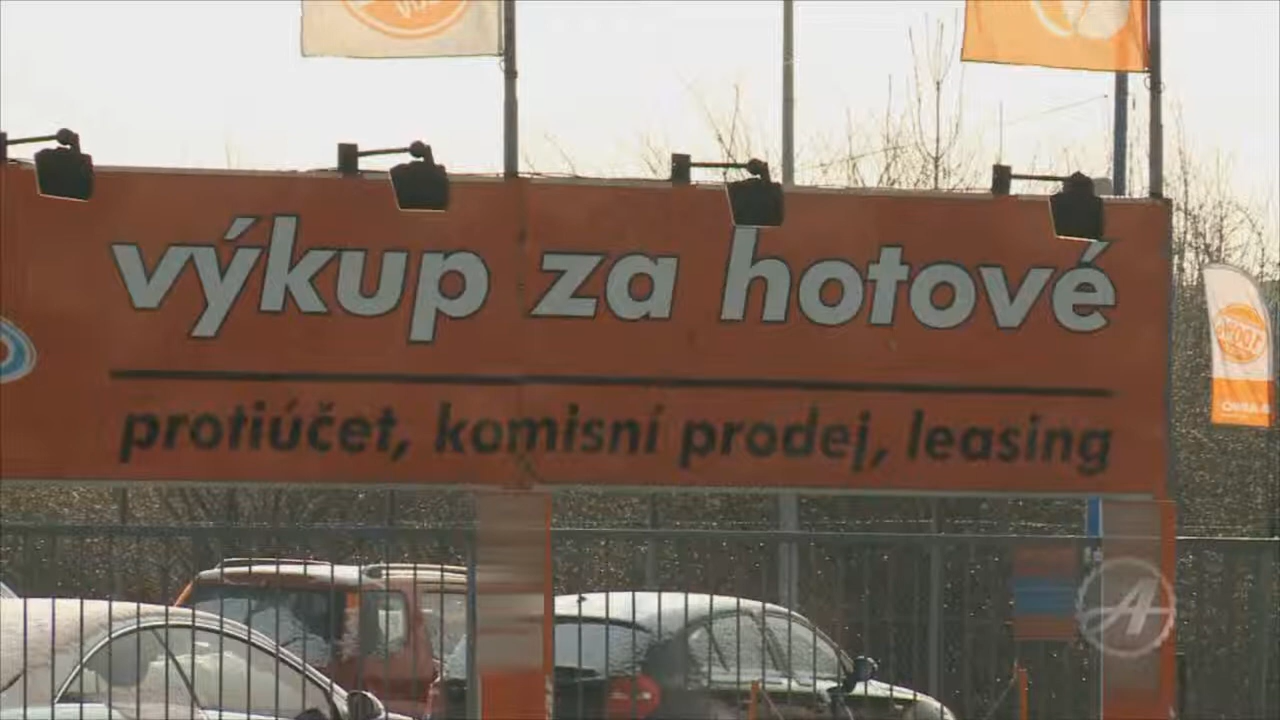 výkup za hotové
protiúčet, komisní prodej, leasing